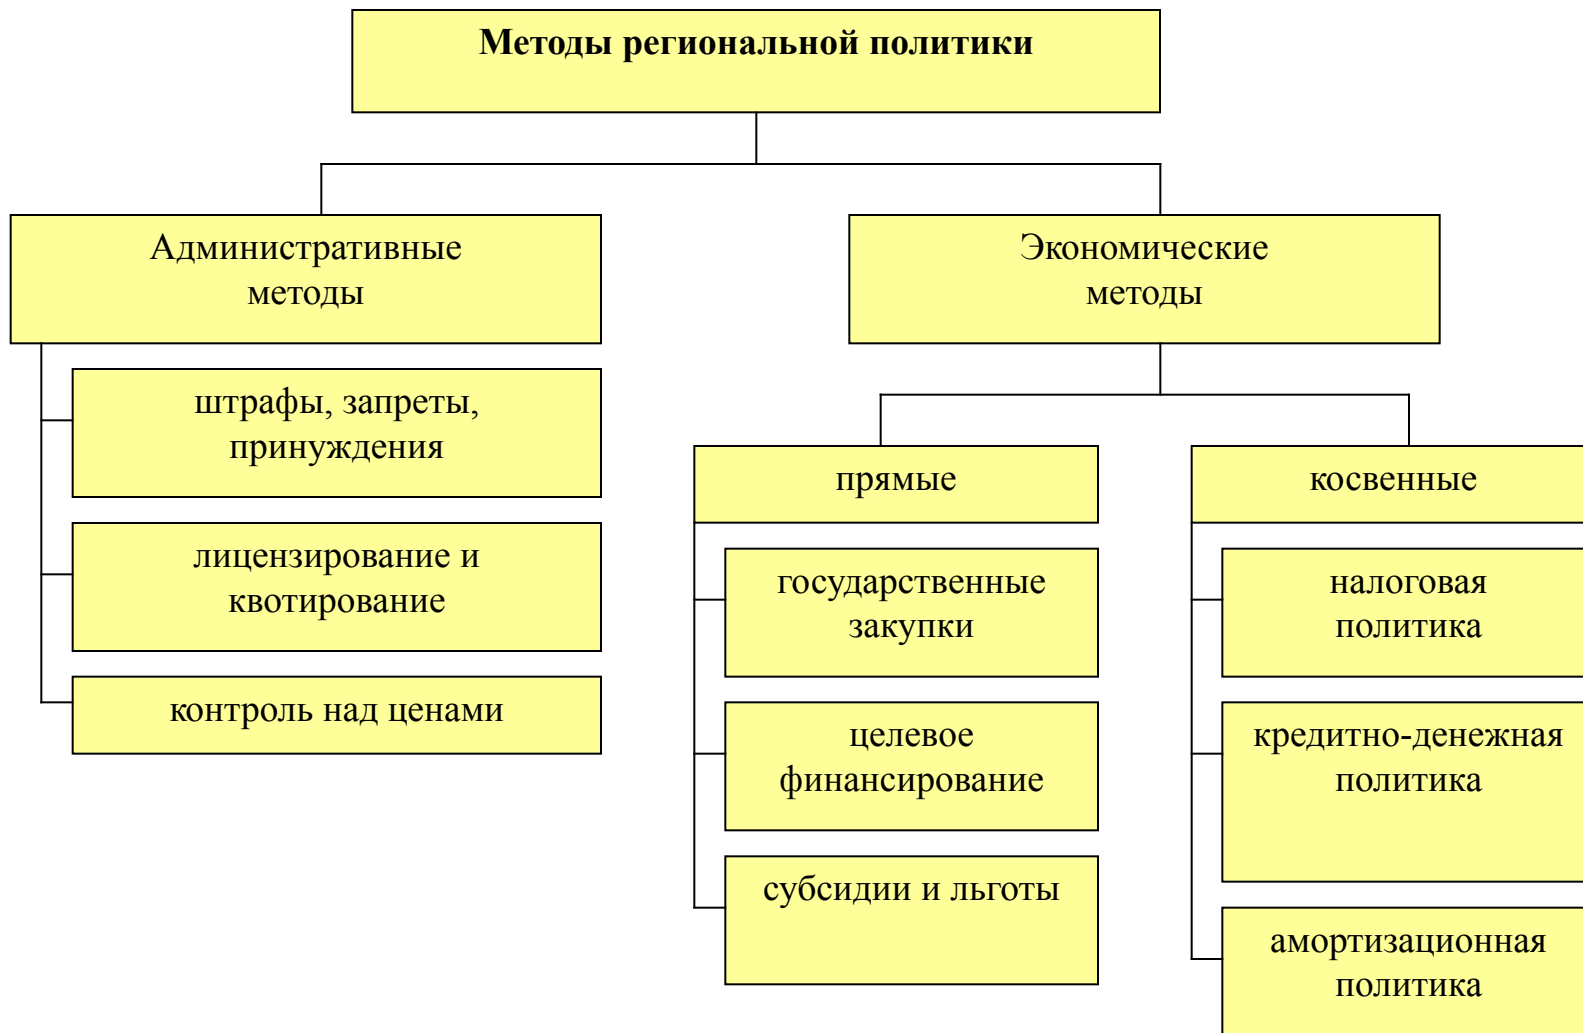 Методы региональной политики
Административные
методы
штрафы, запреты,
принуждения
лицензирование и
квотирование
контроль над ценами
Экономические
методы
прямые
государственные
закупки
целевое
финансирование
субсидии и льготы
косвенные
налоговая
политика
кредитно-денежная
политика
амортизационная
политика